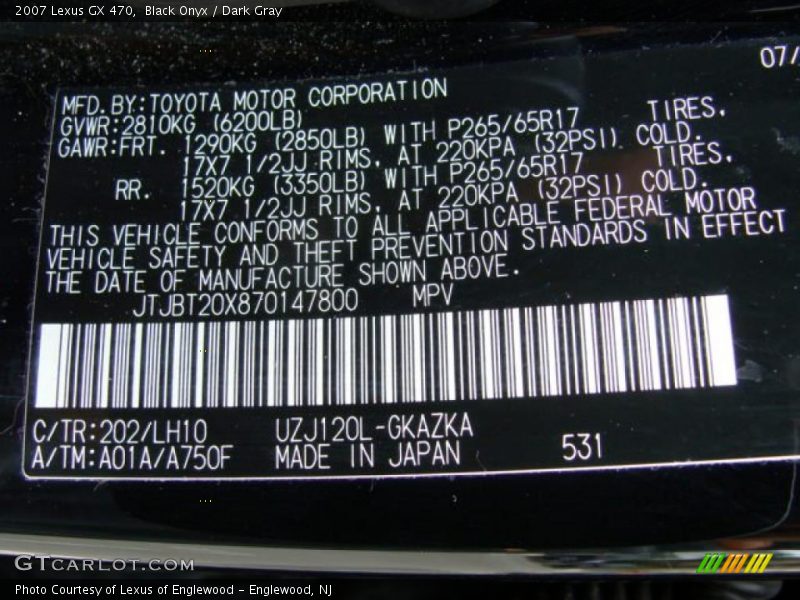 2007 Lexus GX 470, Black Onyx / Dark Gray
07/
MFD.BY:TOYOTA MOTOR CORPORATION
GVWR:2810KG (6200LB)
GAWR:FRT. 1290KG (2850LB) WITH P265/65R17 TIRES,
17X7 1/2JJ RIMS, AT 220KPA (32PSI) COLD.
RR. 1520KG (3350LB) WITH P265/65R17 TIRES,
17X7 1/2JJ RIMS, AT 220KPA (32PSI) COLD.
THIS VEHICLE CONFORMS TO ALL APPLICABLE FEDERAL MOTOR
VEHICLE SAFETY AND THEFT PREVENTION STANDARDS IN EFFECT
THE DATE OF MANUFACTURE SHOWN ABOVE.
JTJBT20X870147800 MPV
C/TR:202/LH10 UZJ120L-GKAZKA
A/TM:A01A/A750F MADE IN JAPAN 531
GTCARLOT.COM
Photo Courtesy of Lexus of Englewood - Englewood, NJ